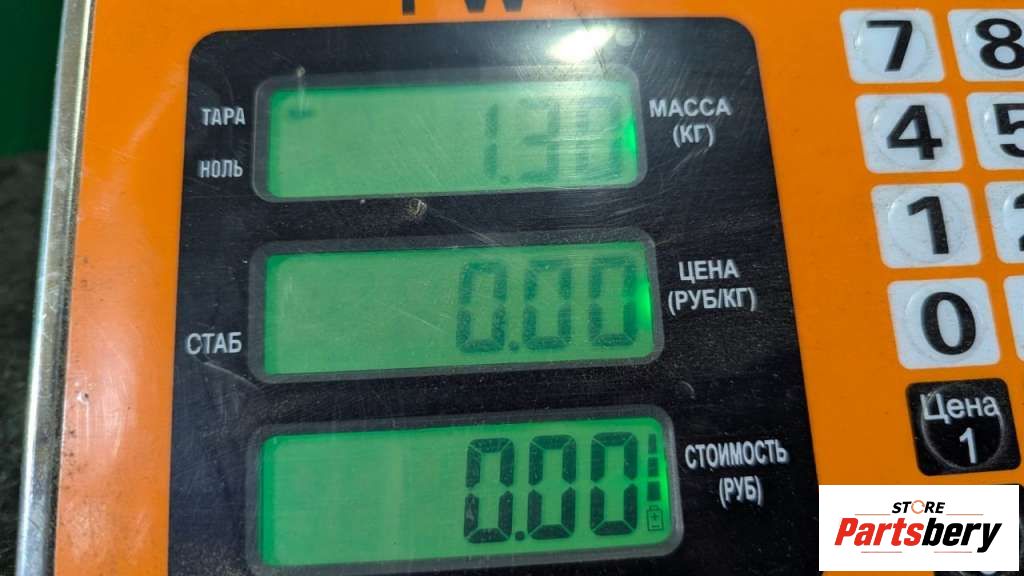 ТАРА
1.30
МАССА
(КГ)
НОЛЬ
0.00
ЦЕНА
(РУБ/КГ)
СТАБ
0.00
СТОИМОСТЬ
(РУБ)
7 8
4 5
1 2
0
Цена
1
STORE
Partsbery